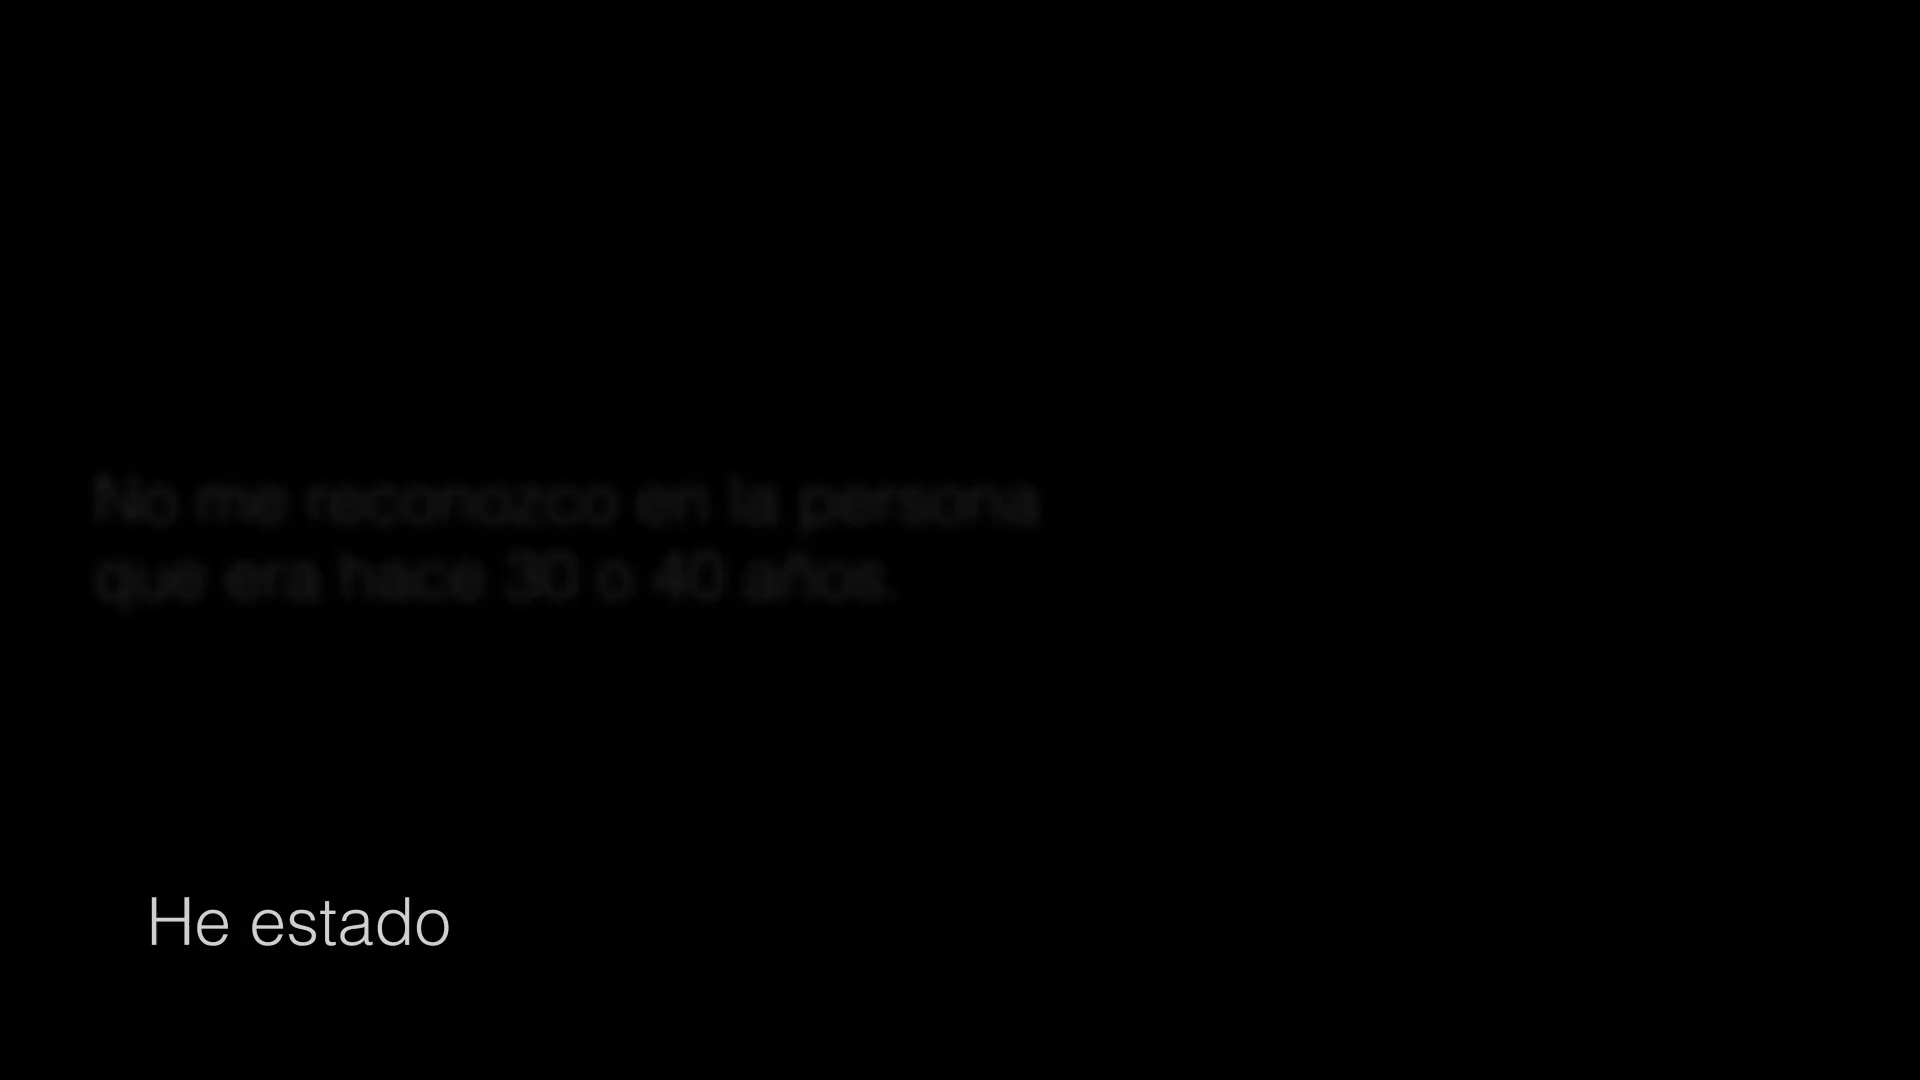 No me reconozco en la persona
que era hace 30 o 40 años.
He estado